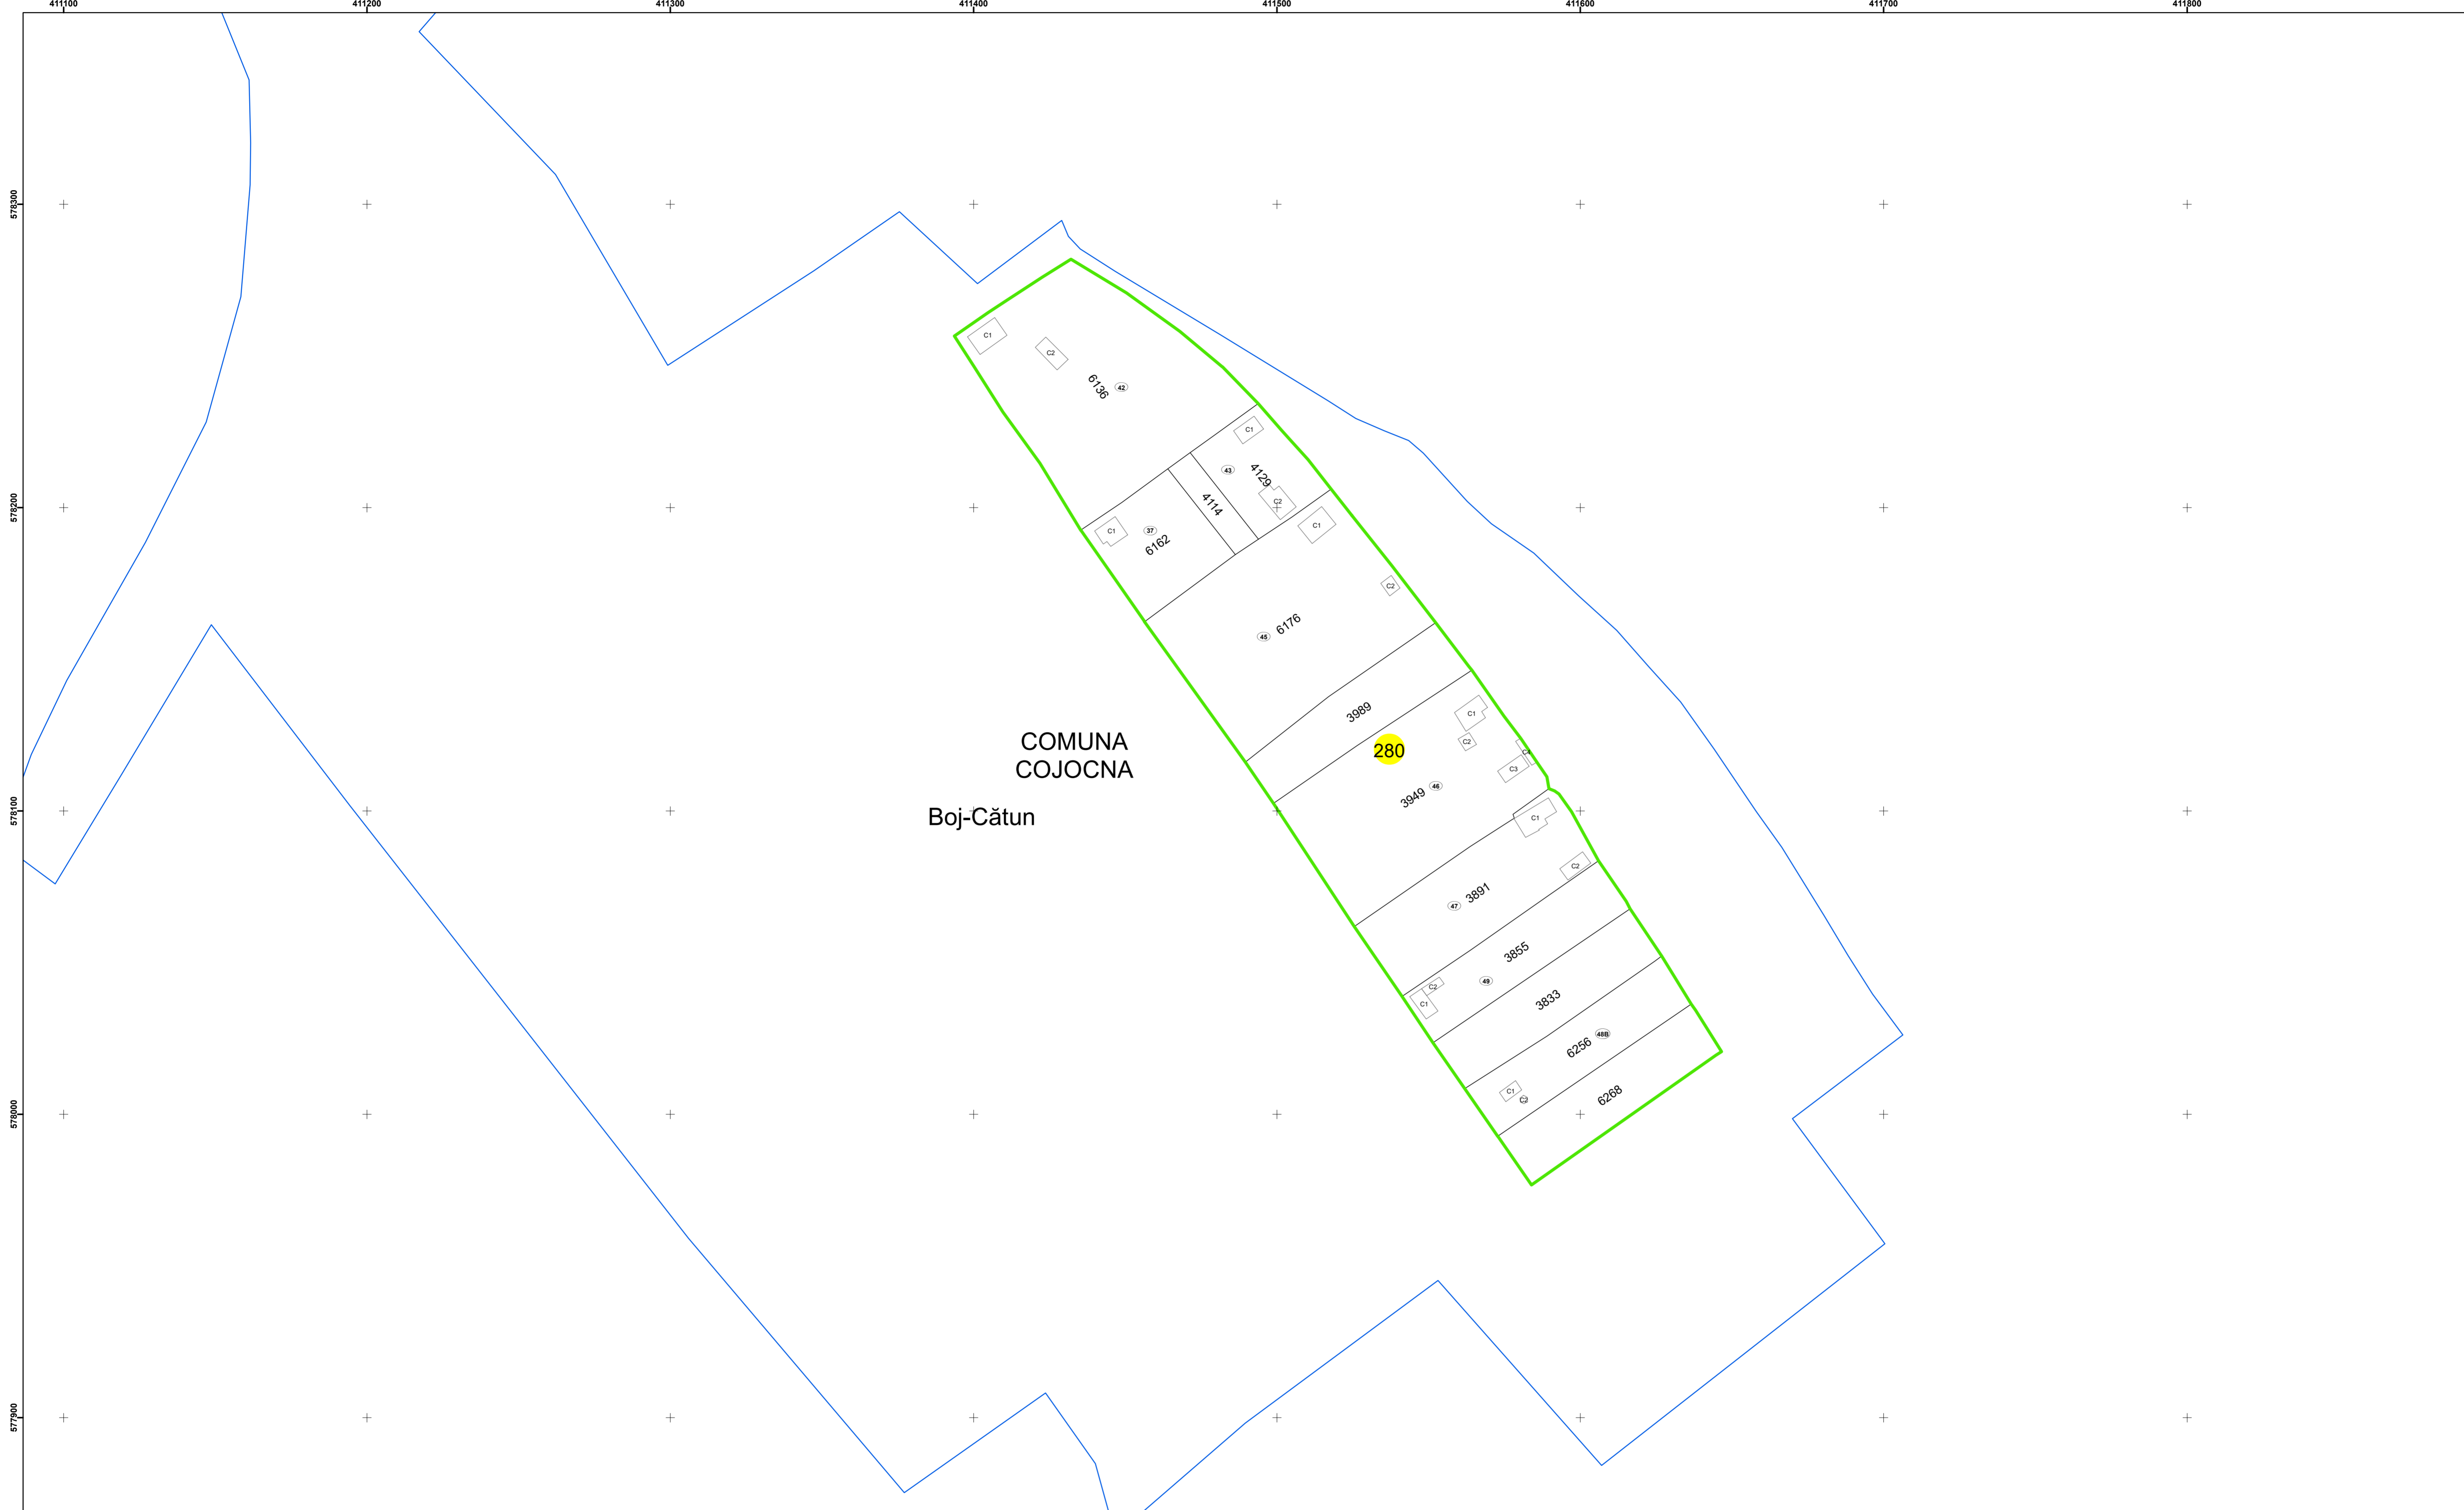 411100 411200 411300 411400 411500 411600 411700 411800
578300
578200
578100
578000
577900
C1
C2
6136 42
C1
43 4129
C2
4114
C1 37
6162
C1
C2
45 6176
3989
C1
C2
C4
C3
280
3949 46
COMUNA
COJOCNA
Boj-Cătun
C1
C2
47 3891
3855
49
C2
C1
3833
6256 48B
C1
C2
6268